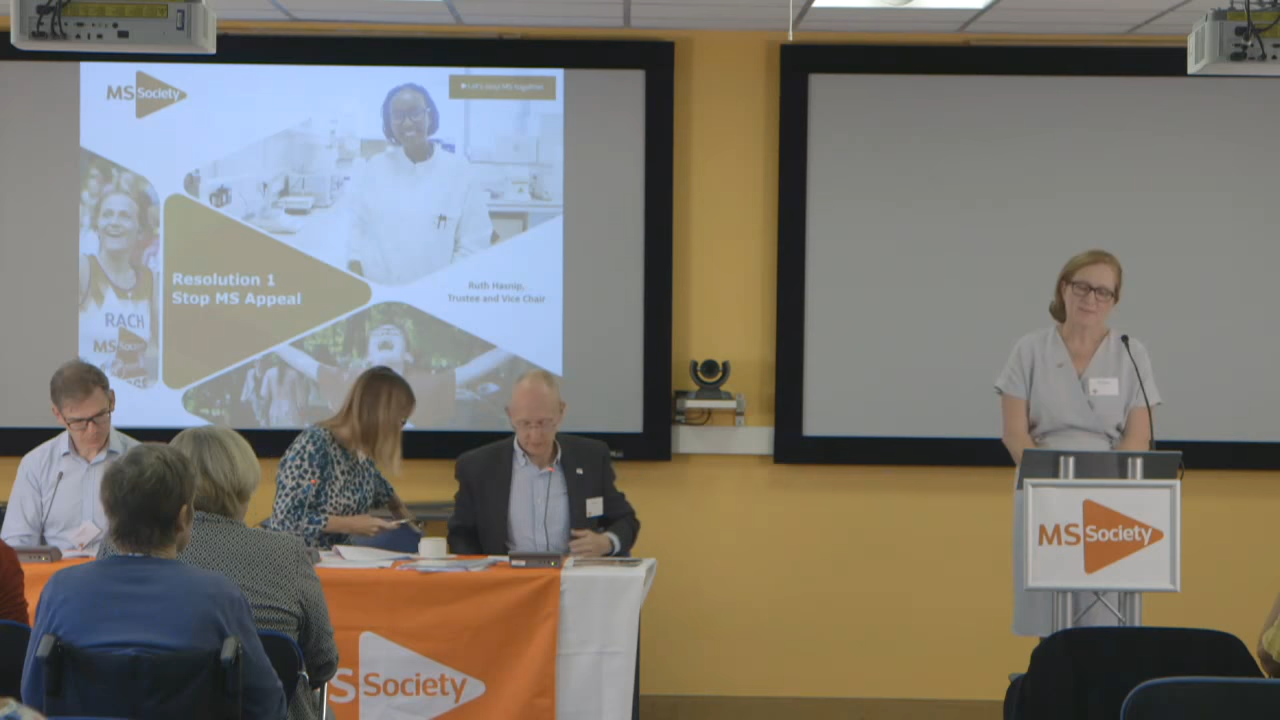 MS Society
Let's stop MS together
Resolution 1
Stop MS Appeal
Ruth Hasnip,
Trustee and Vice Chair
RACH
MS Society
MS Society
MS Society